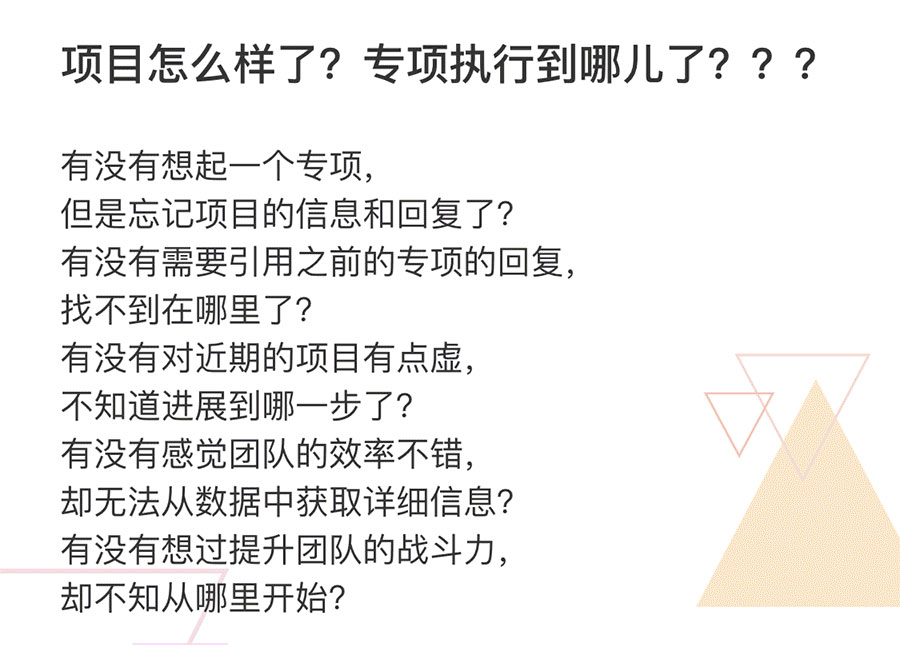 项目怎么样了？专项执行到哪儿了？？？
有没有想起一个专项，
但是忘记项目的信息和回复了？
有没有需要引用之前的专项的回复，
找不到在哪里了？
有没有对近期的项目有点虚，
不知道进展到哪一步了？
有没有感觉团队的效率不错，
却无法从数据中获取详细信息？
有没有想过提升团队的战斗力，
却不知从哪里开始？